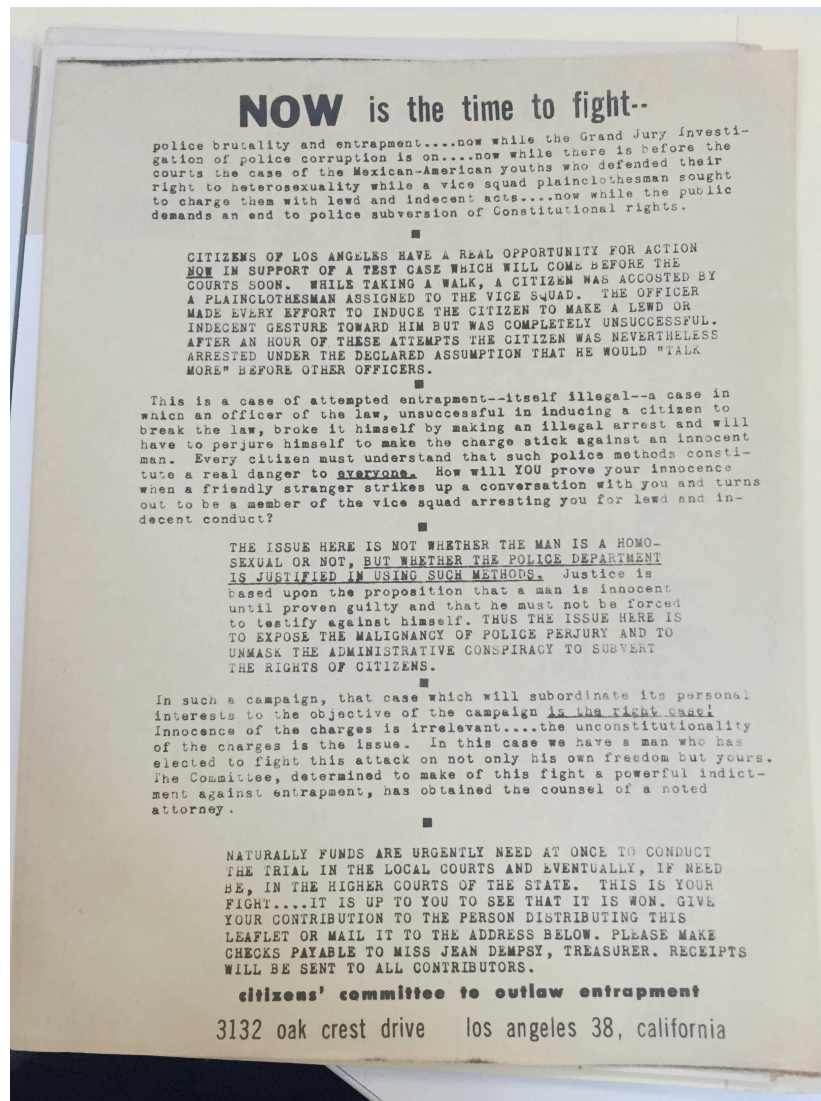 NOW is the time to fight--
police brutality and entrapment....now while the Grand Jury Investi-
gation of police corruption is on....now while there is before the
courts the case of the Mexican-American youths who defended their
right to heterosexuality while a vice squad plainclothesman sought
to charge them with lewd and indecent acts....now while the public
demands an end to police subversion of Constitutional rights.
CITIZENS OF LOS ANGELES HAVE A REAL OPPORTUNITY FOR ACTION
NOW IN SUPPORT OF A TEST CASE WHICH WILL COME BEFORE THE
COURTS SOON. WHILE TAKING A WALK, A CITIZEN WAS ACCOSTED BY
A PLAINCLOTHESMAN ASSIGNED TO THE VICE SQUAD. THE OFFICER
MADE EVERY EFFORT TO INDUCE THE CITIZEN TO MAKE A LEWD OR
INDECENT GESTURE TOWARD HIM BUT WAS COMPLETELY UNSUCCESSFUL.
AFTER AN HOUR OF THESE ATTEMPTS THE CITIZEN WAS NEVERTHELESS
ARRESTED UNDER THE DECLARED ASSUMPTION THAT HE WOULD "TALK
MORE" BEFORE OTHER OFFICERS.
This is a case of attempted entrapment--itself illegal--a case in
which an officer of the law, unsuccessful in inducing a citizen to
break the law, broke it himself by making an illegal arrest and will
have to perjure himself to make the charge stick against an innocent
man. Every citizen must understand that such police methods consti-
tute a real danger to everyone. How will YOU prove your innocence
when a friendly stranger strikes up a conversation with you and turns
out to be a member of the vice squad arresting you for lewd and in-
decent conduct?
THE ISSUE HERE IS NOT WHETHER THE MAN IS A HOMO-
SEXUAL OR NOT, BUT WHETHER THE POLICE DEPARTMENT
IS JUSTIFIED IN USING SUCH METHODS. Justice is
based upon the proposition that a man is innocent
until proven guilty and that he must not be forced
to testify against himself. THUS THE ISSUE HERE IS
TO EXPOSE THE MALIGNANCY OF POLICE PERJURY AND TO
UNMASK THE ADMINISTRATIVE CONSPIRACY TO SUBVERT
THE RIGHTS OF CITIZENS.
In such a campaign, that case which will subordinate its personal
interests to the objective of the campaign is the right case!
Innocence of the charges is irrelevant....the unconstitutionality
of the charges is the issue. In this case we have a man who has
elected to fight this attack on not only his own freedom but yours.
The Committee, determined to make of this fight a powerful indict-
ment against entrapment, has obtained the counsel of a noted
attorney.
NATURALLY FUNDS ARE URGENTLY NEED AT ONCE TO CONDUCT
THE TRIAL IN THE LOCAL COURTS AND EVENTUALLY, IF NEED
BE, IN THE HIGHER COURTS OF THE STATE. THIS IS YOUR
FIGHT....IT IS UP TO YOU TO SEE THAT IT IS WON. GIVE
YOUR CONTRIBUTION TO THE PERSON DISTRIBUTING THIS
LEAFLET OR MAIL IT TO THE ADDRESS BELOW. PLEASE MAKE
CHECKS PAYABLE TO MISS JEAN DEMPSY, TREASURER. RECEIPTS
WILL BE SENT TO ALL CONTRIBUTORS.
citizens' committee to outlaw entrapment
3132 oak crest drive los angeles 38, california